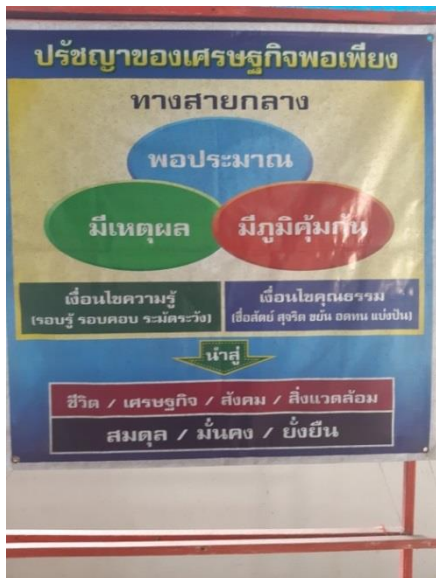 ปรัชญาของเศรษฐกิจพอเพียง
ทางสายกลาง
พอประมาณ
มีเหตุผล
มีภูมิคุ้มกัน
เงื่อนไขความรู้
(รอบรู้ รอบคอบ ระมัดระวัง)
เงื่อนไขคุณธรรม
(ซื่อสัตย์ สุจริต ขยัน อดทน แบ่งปัน)
นำสู่
ชีวิต / เศรษฐกิจ / สังคม / สิ่งแวดล้อม
สมดุล / มั่นคง / ยั่งยืน